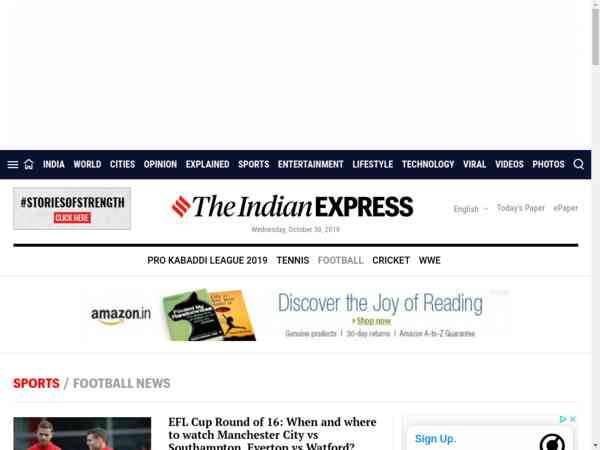 INDIA WORLD CITIES OPINION EXPLAINED SPORTS ENTERTAINMENT LIFESTYLE TECHNOLOGY VIRAL VIDEOS PHOTOS
#STORIESOFSTRENGTH
CLICK HERE
The Indian EXPRESS
Wednesday, October 30, 2019
English Today's Paper ePaper
PRO KABADDI LEAGUE 2019 TENNIS FOOTBALL CRICKET WWE
amazon.in
Discover the Joy of Reading
Shop now
Genuine products | 30-day returns | Amazon A-to-Z Guarantee
SPORTS / FOOTBALL NEWS
EFL Cup Round of 16: When and where
to watch Manchester City vs
Southampton, Everton vs Watford?
Sign Up.